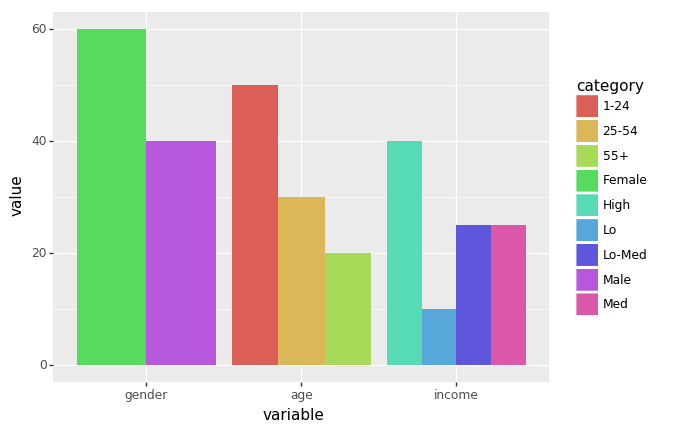 60
40
20
0
value
gender age income
variable
category
1-24
25-54
55+
Female
High
Lo
Lo-Med
Male
Med